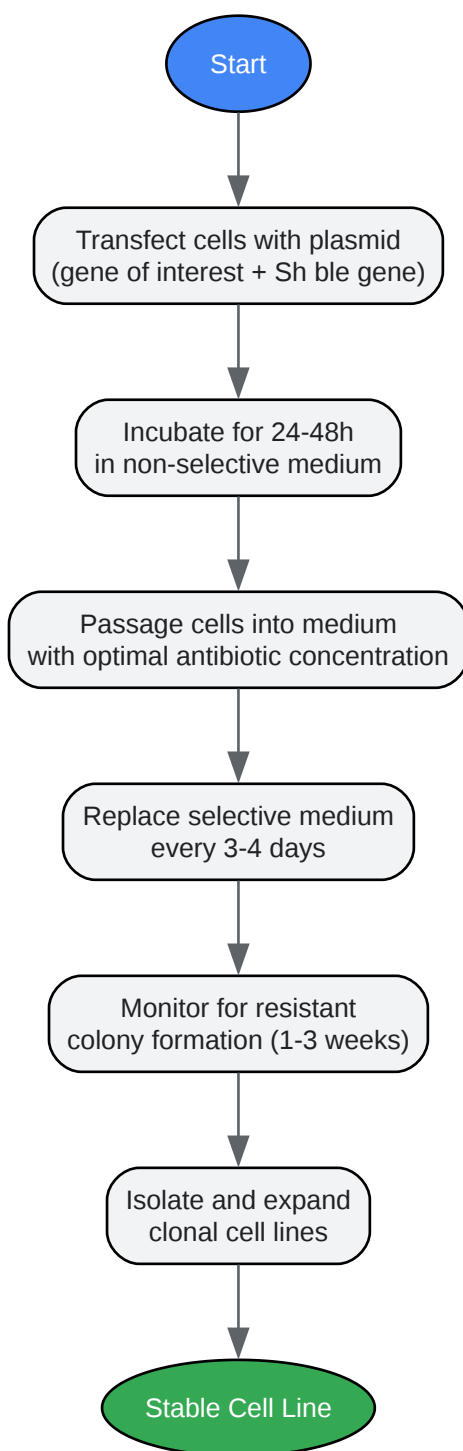 Start
Transfect cells with plasmid
(gene of interest + Sh ble gene)
Incubate for 24-48h
in non-selective medium
Passage cells into medium
with optimal antibiotic concentration
Replace selective medium
every 3-4 days
Monitor for resistant
colony formation (1-3 weeks)
Isolate and expand
clonal cell lines
Stable Cell Line